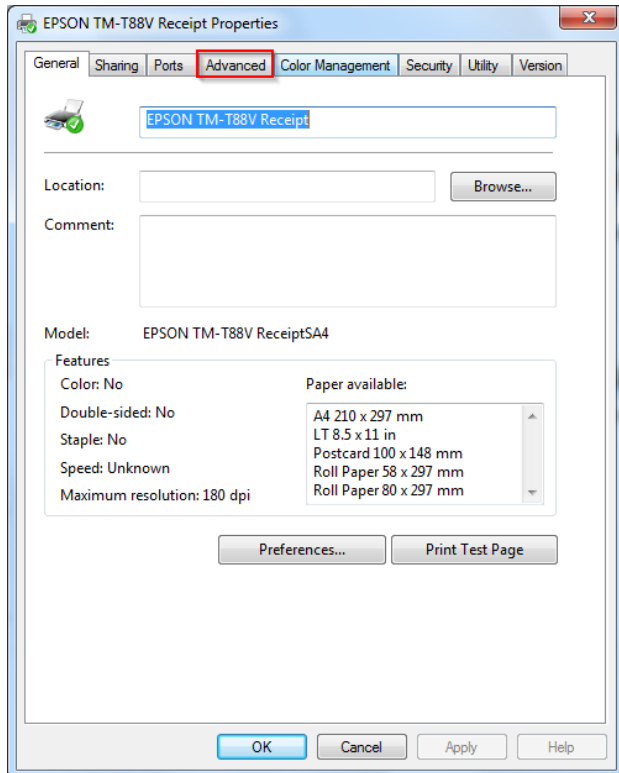 EPSON TM-T88V Receipt Properties
General Sharing Ports Advanced Color Management Security Utility Version
EPSON TM-T88V Receipt
Location:
Browse...
Comment:
Model: EPSON TM-T88V ReceiptSA4
Features
Color: No
Double-sided: No
Staple: No
Speed: Unknown
Maximum resolution: 180 dpi
Paper available:
A4 210 x 297 mm
LT 8.5 x 11 in
Postcard 100 x 148 mm
Roll Paper 58 x 297 mm
Roll Paper 80 x 297 mm
Preferences... Print Test Page
OK Cancel Apply Help